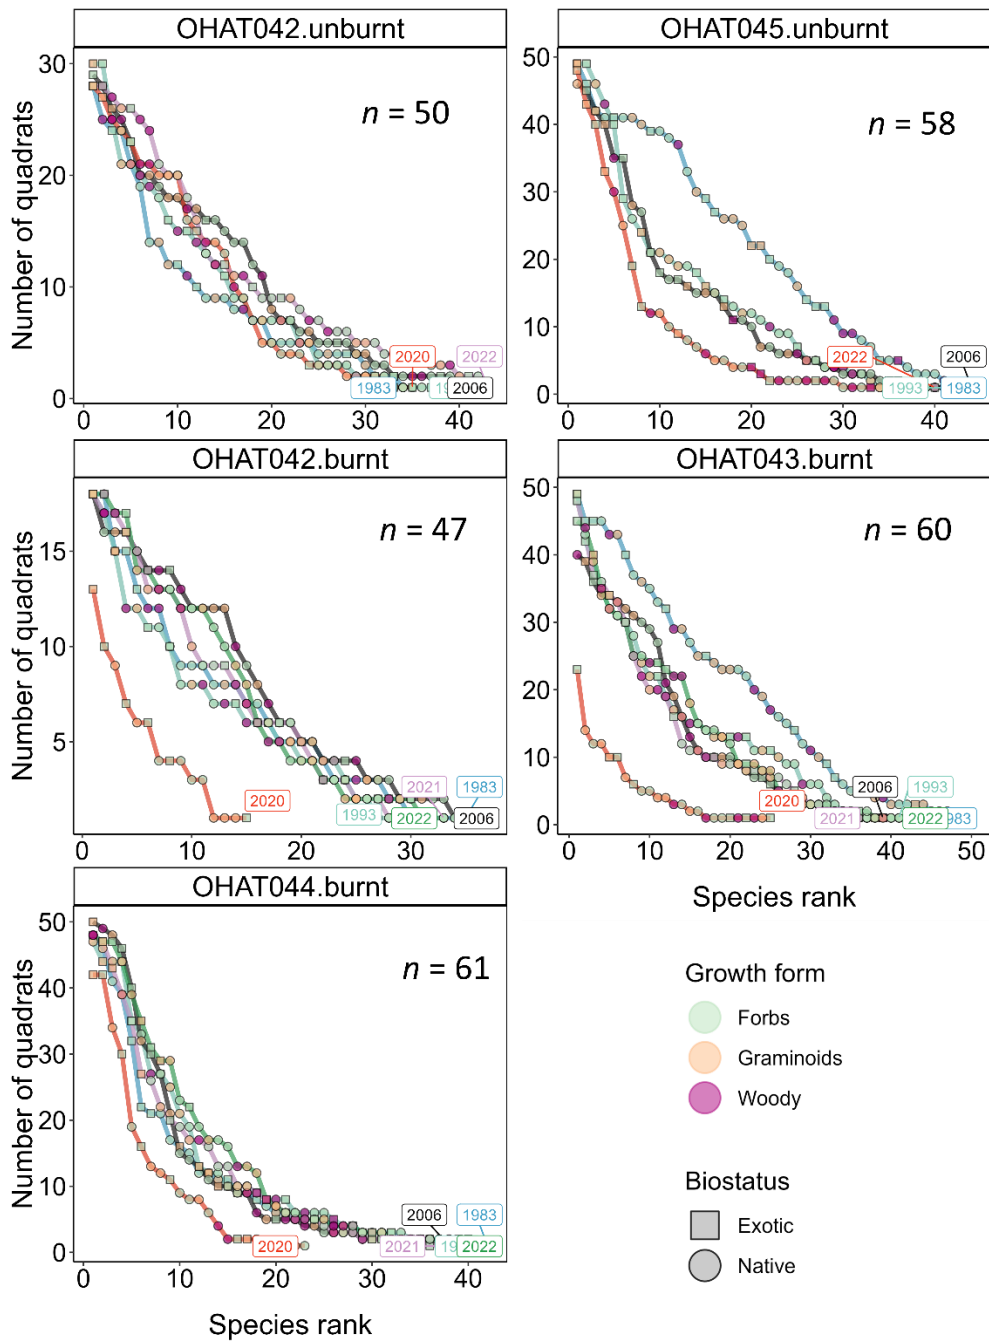 OHAT042.unburnt
OHAT045.unburnt
Number of quadrats
30
20
10
0
n = 50
2020
2022
1983
2006
0 10 20 30 40
50
40
30
20
10
0
n = 58
2022
2006
1993
1983
0 10 20 30 40
OHAT042.burnt
OHAT043.burnt
Number of quadrats
15
10
5
n = 47
2020
2021
1983
1993
2022
2006
0 10 20 30
50
40
30
20
10
0
n = 60
2020
2006
1993
2021
2022
1983
0 10 20 30 40 50
Species rank
OHAT044.burnt
Number of quadrats
50
40
30
20
10
0
n = 61
2006
1983
2020
2021
2022
0 10 20 30 40
Species rank
Growth form
Forbs
Graminoids
Woody
Biostatus
Exotic
Native